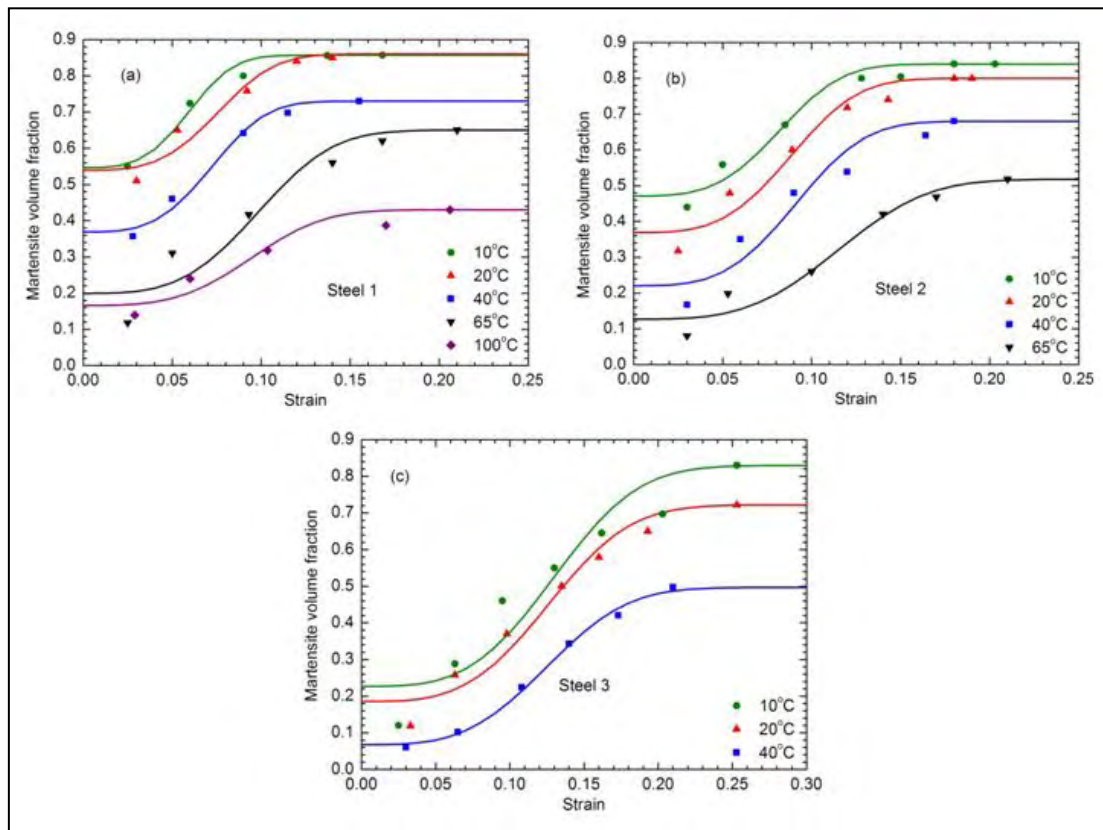 0.9
0.8
0.7
0.6
0.5
0.4
0.3
0.2
0.1
0.0
Martensite volume fraction
(a)
Steel 1
10°C
20°C
40°C
65°C
100°C
0.00 0.05 0.10 0.15 0.20 0.25
Strain
0.9
0.8
0.7
0.6
0.5
0.4
0.3
0.2
0.1
0.0
Martensite volume fraction
(b)
Steel 2
10°C
20°C
40°C
65°C
0.00 0.05 0.10 0.15 0.20 0.25
Strain
0.9
0.8
0.7
0.6
0.5
0.4
0.3
0.2
0.1
0.0
Martensite volume fraction
(c)
Steel 3
10°C
20°C
40°C
0.00 0.05 0.10 0.15 0.20 0.25 0.30
Strain